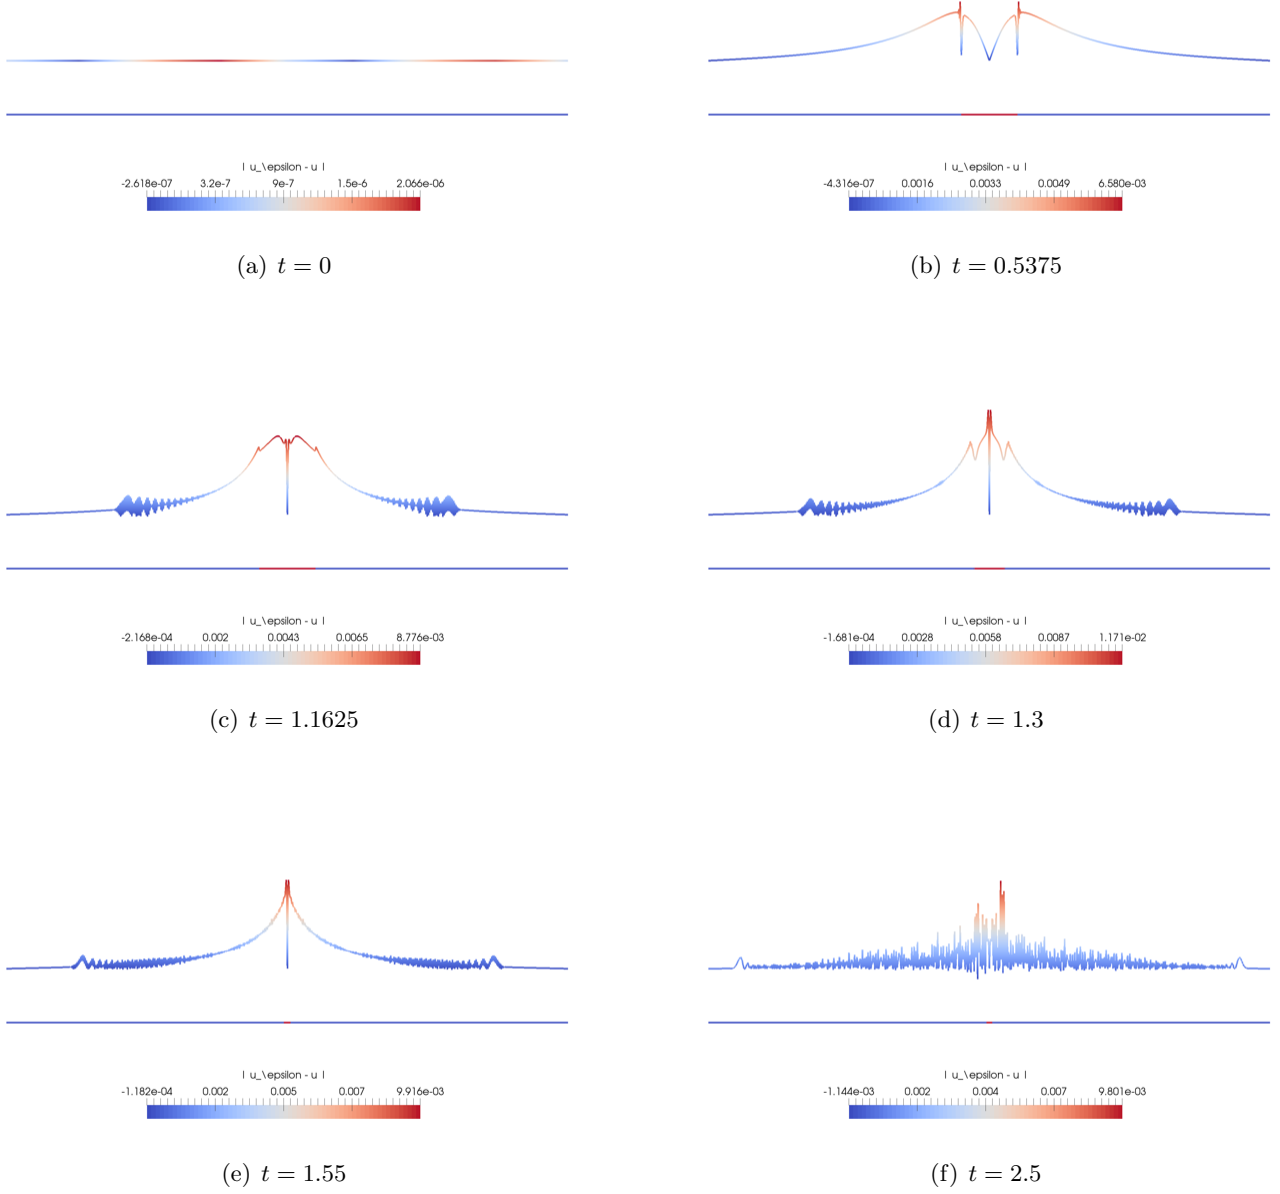 | u_\epsilon - u |
-2.618e-07 3.2e-7 9e-7 1.5e-6 2.066e-06
(a) t = 0
| u_\epsilon - u |
-4.316e-07 0.0016 0.0033 0.0049 6.580e-03
(b) t = 0.5375
| u_\epsilon - u |
-2.168e-04 0.002 0.0043 0.0065 8.776e-03
(c) t = 1.1625
| u_\epsilon - u |
-1.681e-04 0.0028 0.0058 0.0087 1.171e-02
(d) t = 1.3
| u_\epsilon - u |
-1.182e-04 0.002 0.005 0.007 9.916e-03
(e) t = 1.55
| u_\epsilon - u |
-1.144e-03 0.002 0.004 0.007 9.801e-03
(f) t = 2.5